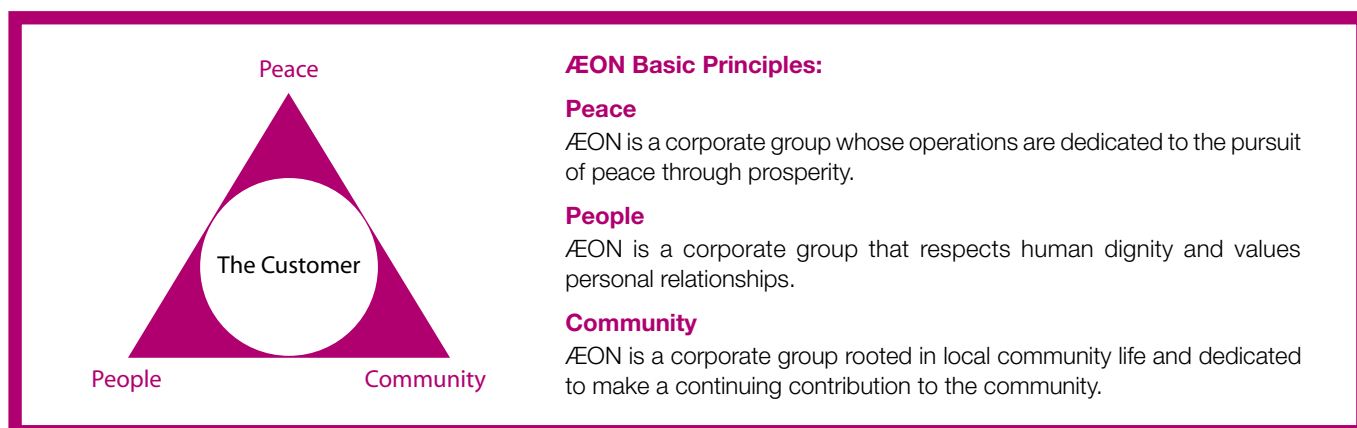 Peace
The Customer
People
Community
ÆON Basic Principles:
Peace
ÆON is a corporate group whose operations are dedicated to the pursuit
of peace through prosperity.
People
ÆON is a corporate group that respects human dignity and values
personal relationships.
Community
ÆON is a corporate group rooted in local community life and dedicated
to make a continuing contribution to the community.